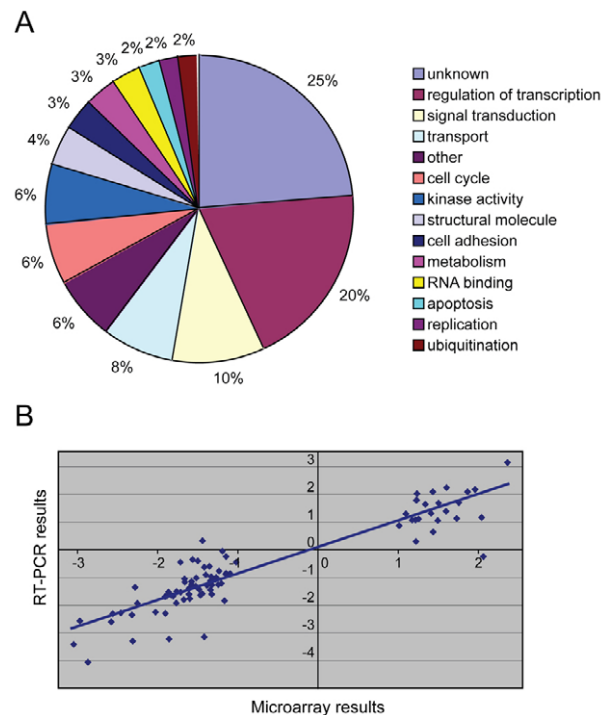 A
2% 2% 2%
3%
3%
3%
4%
6%
6%
6%
8%
10%
20%
25%
unknown
regulation of transcription
signal transduction
transport
other
cell cycle
kinase activity
structural molecule
cell adhesion
metabolism
RNA binding
apoptosis
replication
ubiquitination
B
RT-PCR results
3
2
1
0
-3 -2 -1 0 1 2
-1
-2
-3
-4
Microarray results